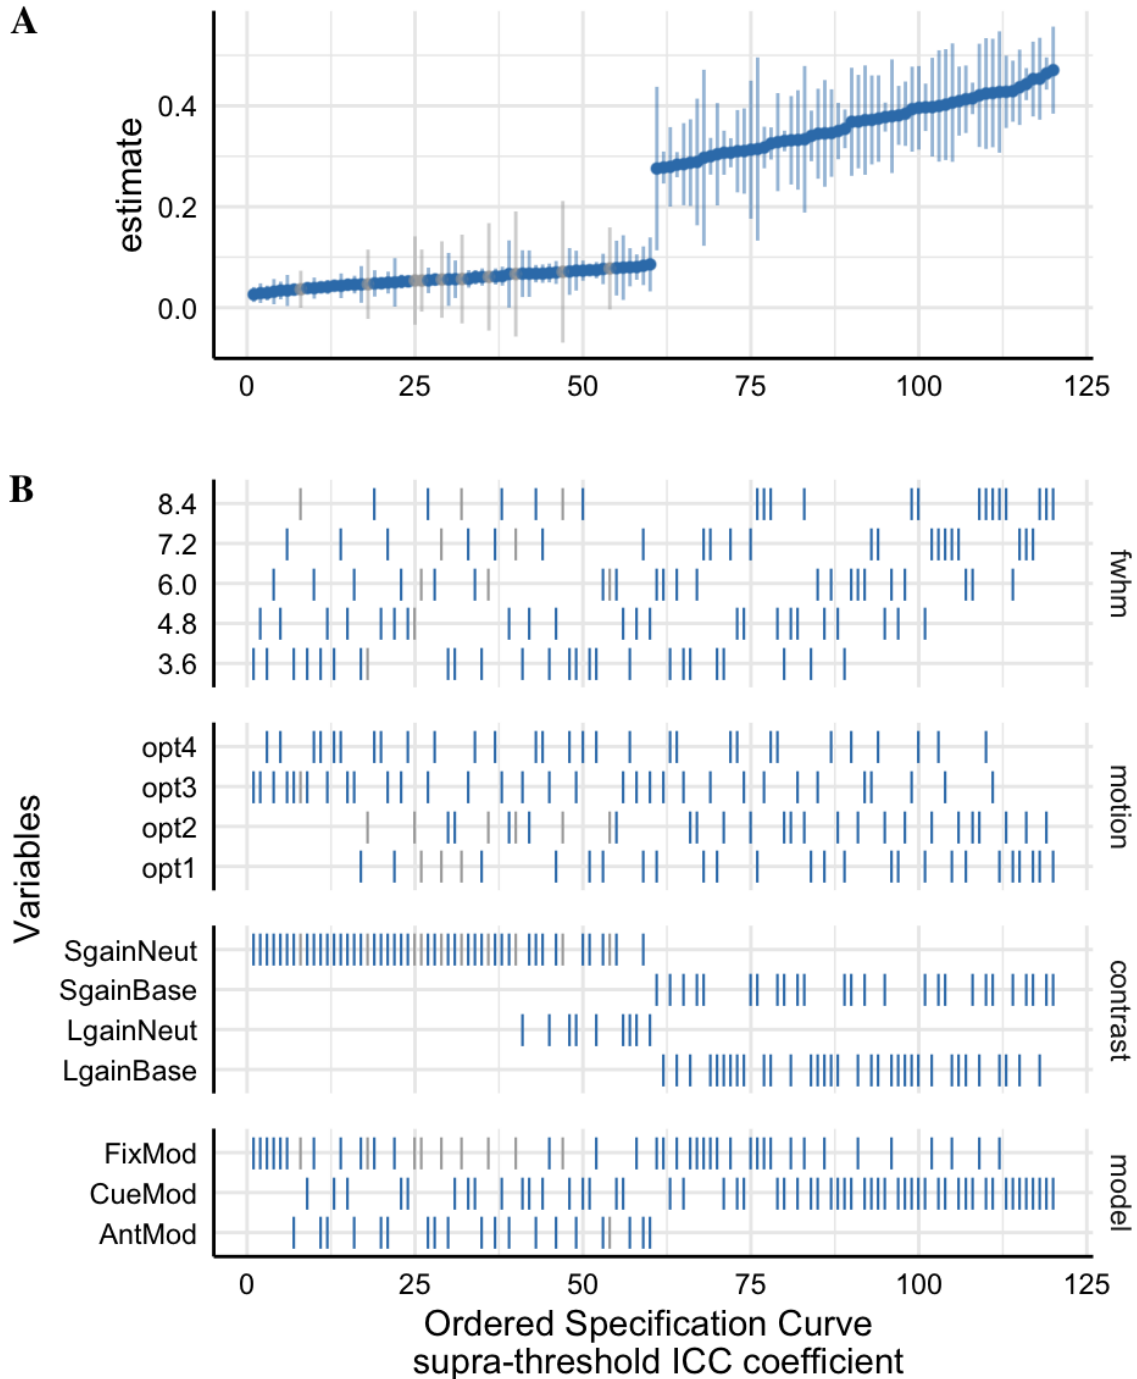 A
estimate
0.4
0.2
0.0
0 25 50 75 100 125
B
Variables
8.4
7.2
6.0
4.8
3.6
fwhm
opt4
opt3
opt2
opt1
motion
SgainNeut
SgainBase
LgainNeut
LgainBase
contrast
FixMod
CueMod
AntMod
model
0 25 50 75 100 125
Ordered Specification Curve
supra-threshold ICC coefficient